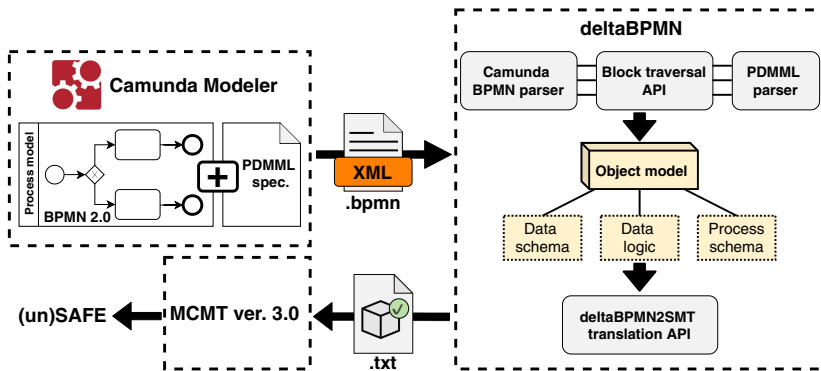 Camunda Modeler
Process model
BPMN 2.0
PDMML
spec.
XML
.bpmn
deltaBPMN
Camunda
BPMN parser
Block traversal
API
PDMML
parser
Object model
Data
schema
Data
logic
Process
schema
deltaBPMN2SMT
translation API
.txt
MCMT ver. 3.0
(un)SAFE